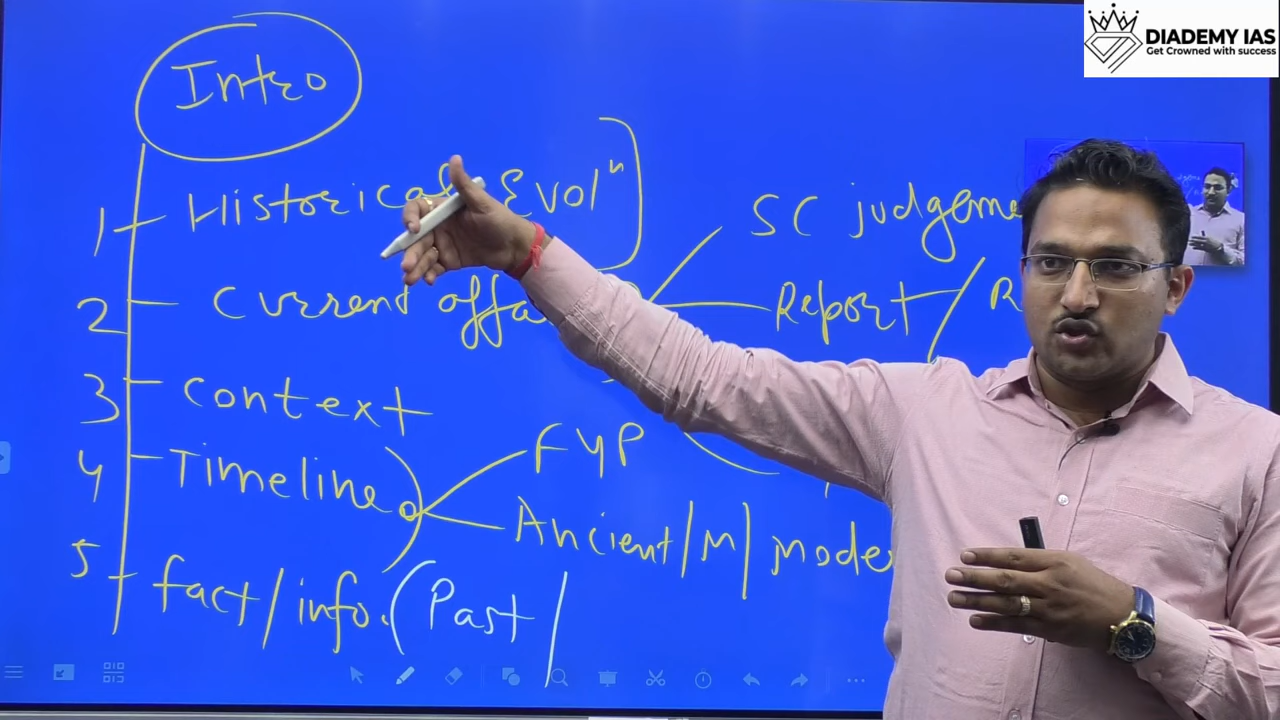 DIADEMY IAS
Get Crowned with success
Intro
1 Historical Evolⁿ
SC judgeme
2 Current affa
Report / R
3 Context
4 Timeline
FYP
Ancient/M/mode
5 fact/info. (Past/